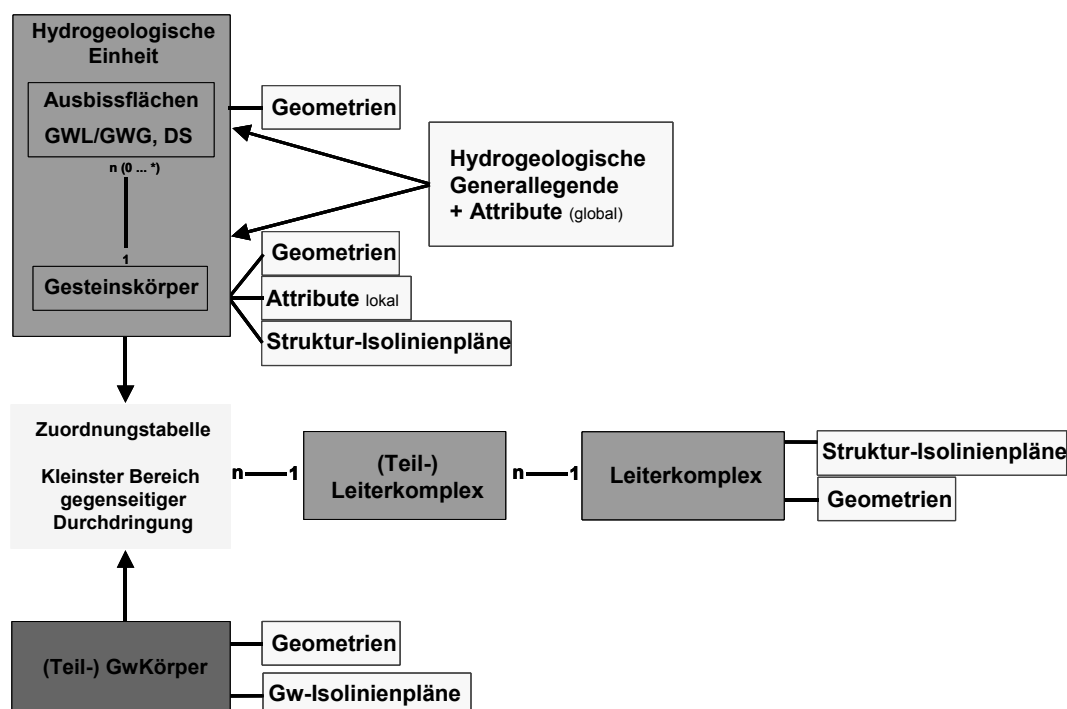 Hydrogeologische
Einheit
Ausbissflächen
GWL/GWG, DS
n (0 ... *)
1
Gesteinskörper
Geometrien
Hydrogeologische
Generallegende
+ Attribute (global)
Geometrien
Attribute lokal
Struktur-Isolinienpläne
Zuordnungstabelle
Kleinster Bereich
gegenseitiger
Durchdringung
n 1
(Teil-)
Leiterkomplex
n 1
Leiterkomplex
Struktur-Isolinienpläne
Geometrien
(Teil-) GwKörper
Geometrien
Gw-Isolinienpläne